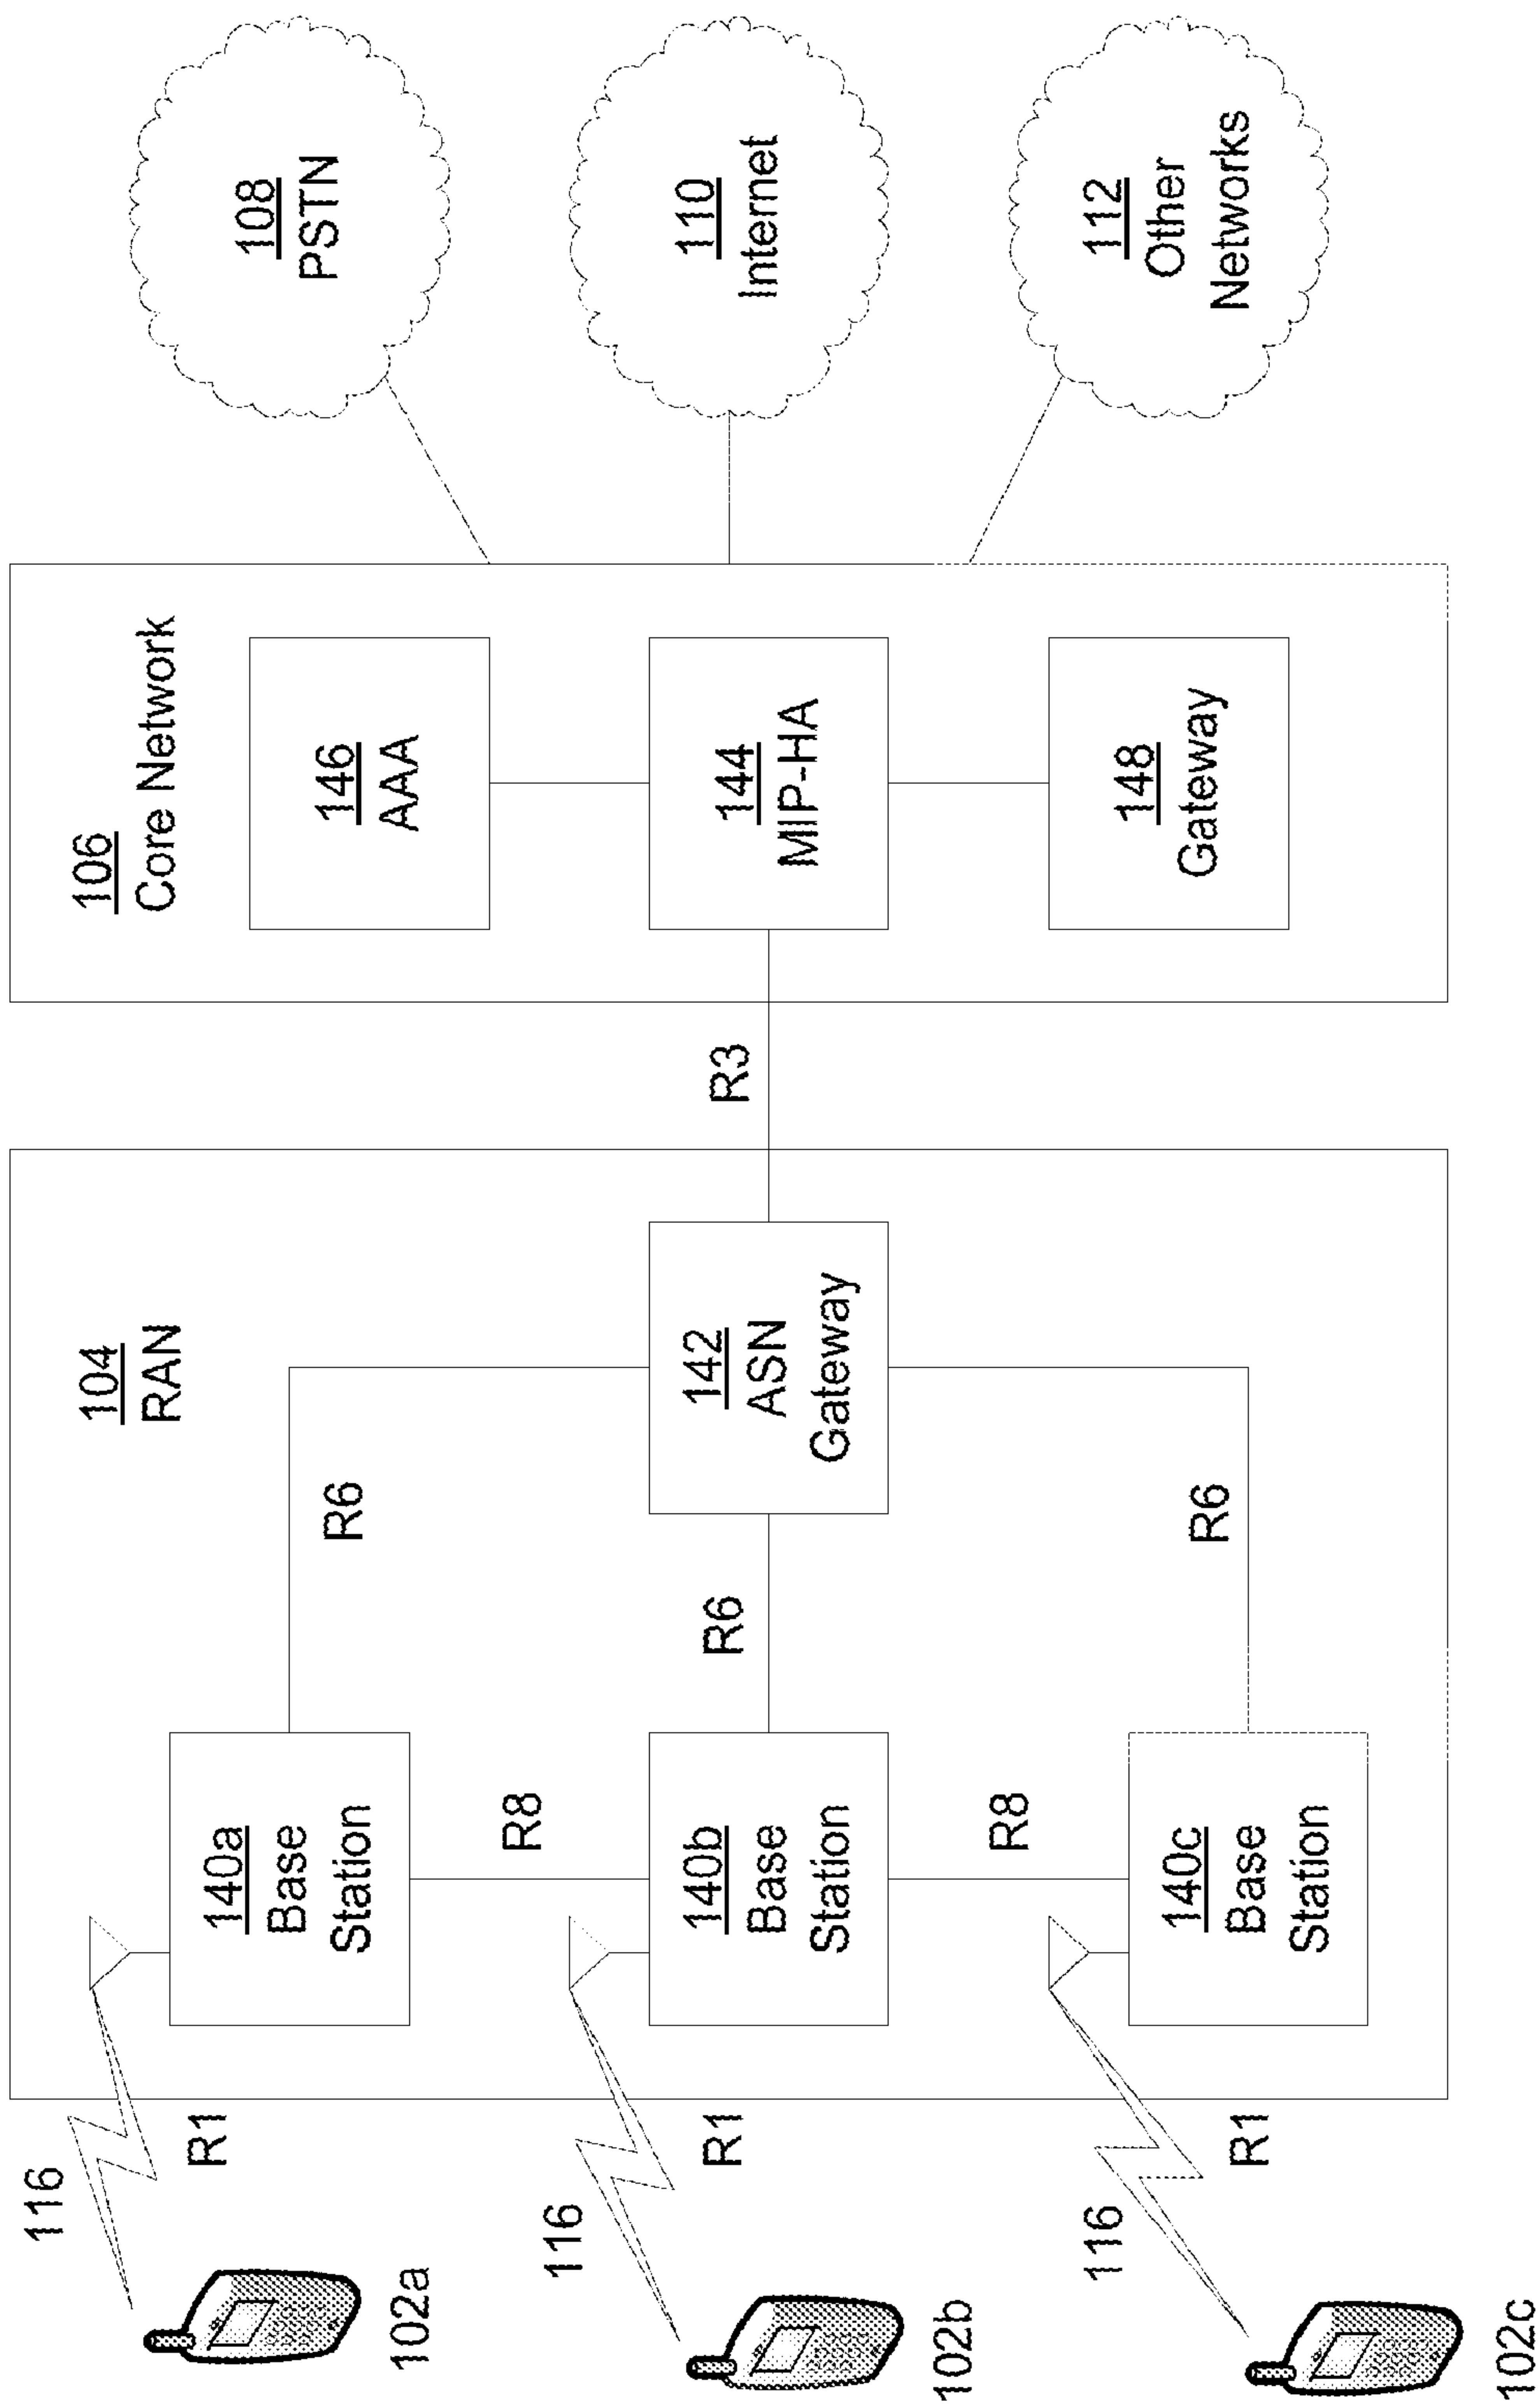 104
RAN
106
Core Network
108
PSTN
116
R1
102a
140a
Base
Station
R6
146
AAA
R8
110
Internet
116
R1
102b
140b
Base
Station
R6
142
ASN
Gateway
R3
144
MIP-HA
R8
112
Other
Networks
116
R1
102c
140c
Base
Station
R6
148
Gateway